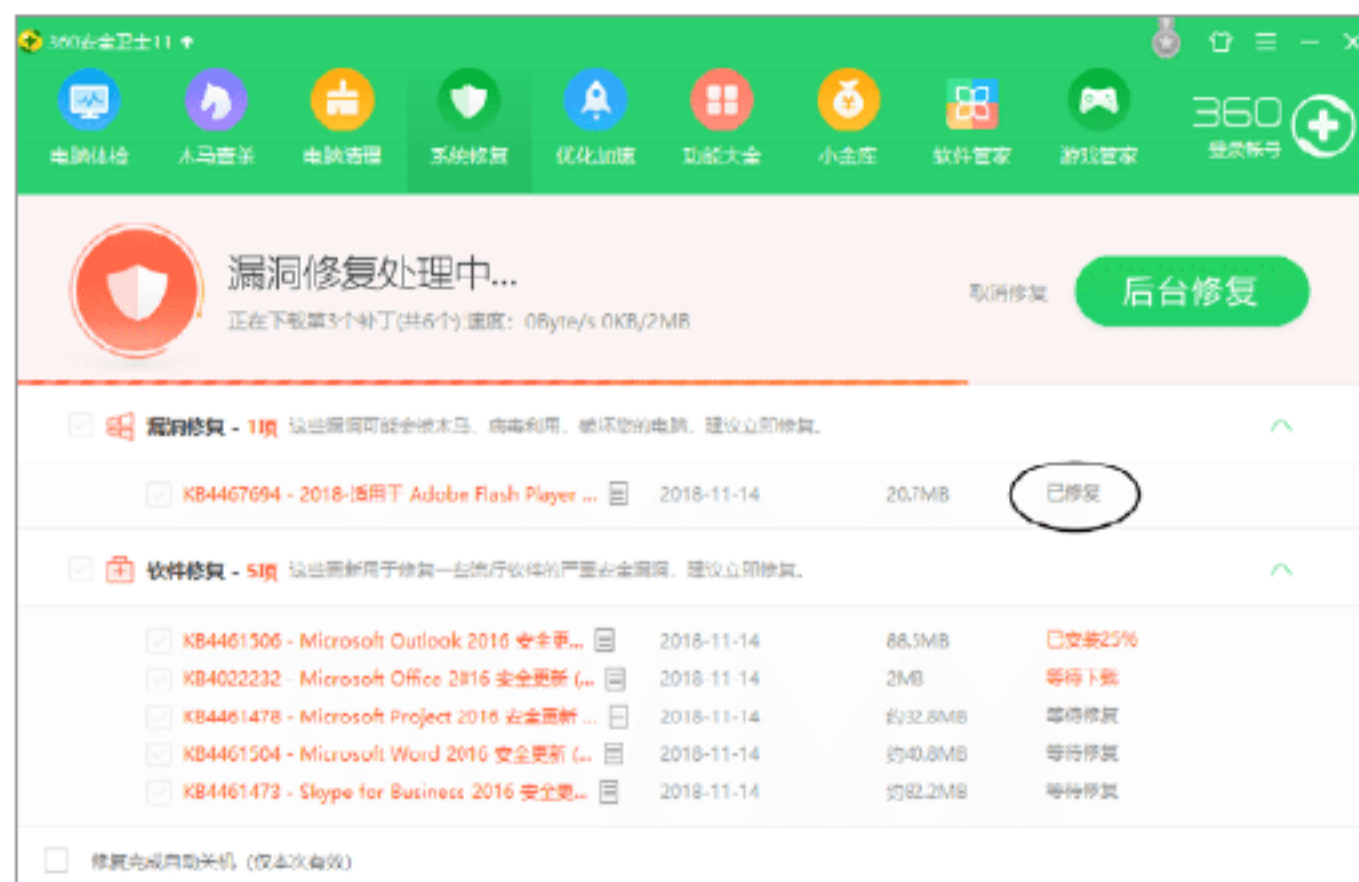 360安全卫士11
电脑体检 木马查杀 电脑清理 系统修复 优化加速 功能大全 小金库 软件管家 游戏管家 360 登录帐号
漏洞修复处理中...
正在下载第3个补丁(共6个) 速度：0Byte/s 0KB/2MB
取消修复
后台修复
漏洞修复 - 1项 这些漏洞可能会被木马、病毒利用、破坏您的电脑、建议立即修复。
KB4467694 - 2018-适用于 Adobe Flash Player ... 2018-11-14 20.7MB 已修复
软件修复 - 5项 这些更新用于修复一些流行软件的严重安全漏洞、建议立即修复。
KB4461506 - Microsoft Outlook 2016 安全更... 2018-11-14 88.5MB 已安装25%
KB4022232 - Microsoft Office 2016 安全更新 (... 2018-11-14 2MB 等待下载
KB4461478 - Microsoft Project 2016 安全更新 ... 2018-11-14 约32.8MB 等待修复
KB4461504 - Microsoft Word 2016 安全更新 (... 2018-11-14 约40.8MB 等待修复
KB4461473 - Skype for Business 2016 安全更... 2018-11-14 约82.2MB 等待修复
修复完成自动关机 (仅本次有效)